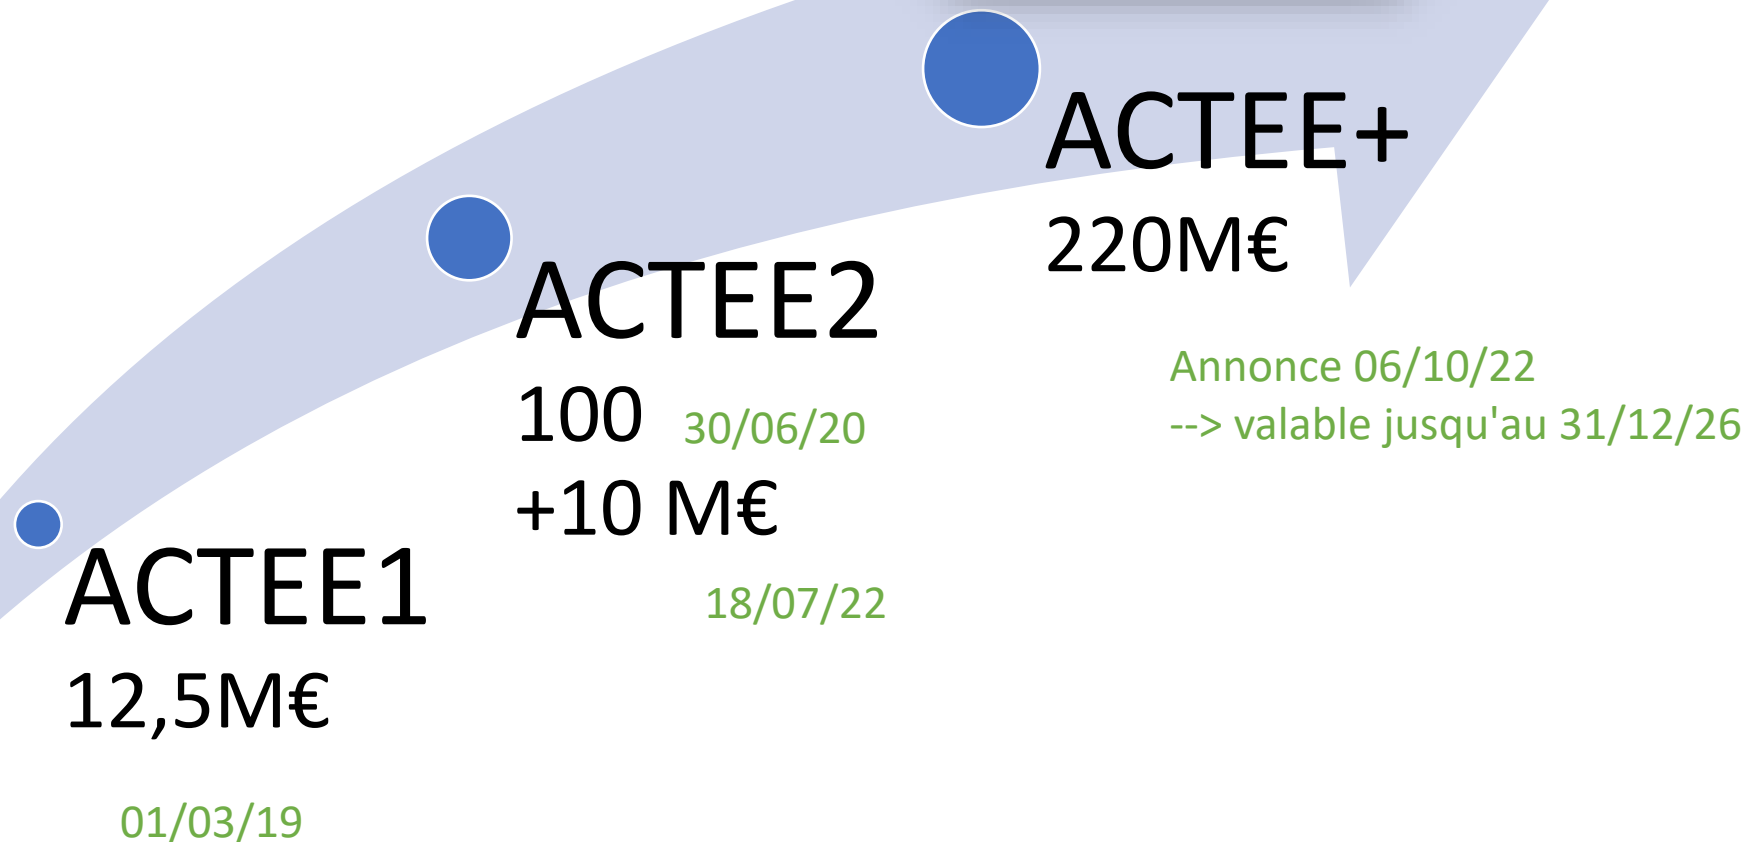 ACTEE1
12,5M€
01/03/19
ACTEE2
100 30/06/20
+10 M€
18/07/22
ACTEE+
220M€
Annonce 06/10/22
--> valable jusqu'au 31/12/26